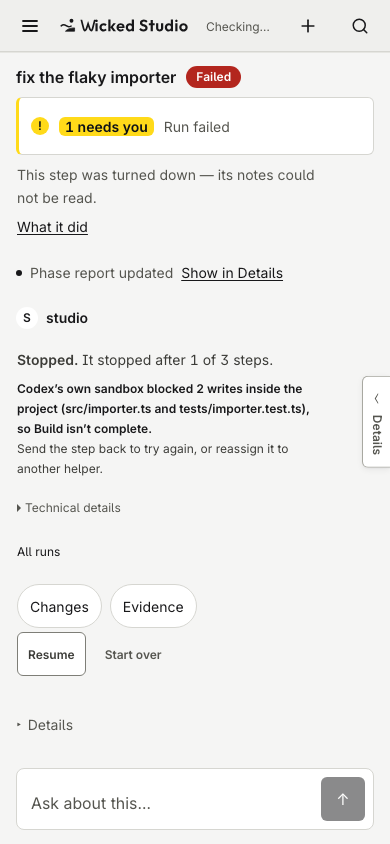 Wicked Studio Checking...
fix the flaky importer Failed
! 1 needs you Run failed
This step was turned down — its notes could
not be read.
What it did
Phase report updated Show in Details
S studio
Stopped. It stopped after 1 of 3 steps.
Codex’s own sandbox blocked 2 writes inside the
project (src/importer.ts and tests/importer.test.ts),
so Build isn’t complete.
Send the step back to try again, or reassign it to
another helper.
Details
Technical details
All runs
Changes Evidence
Resume Start over
Details
Ask about this...